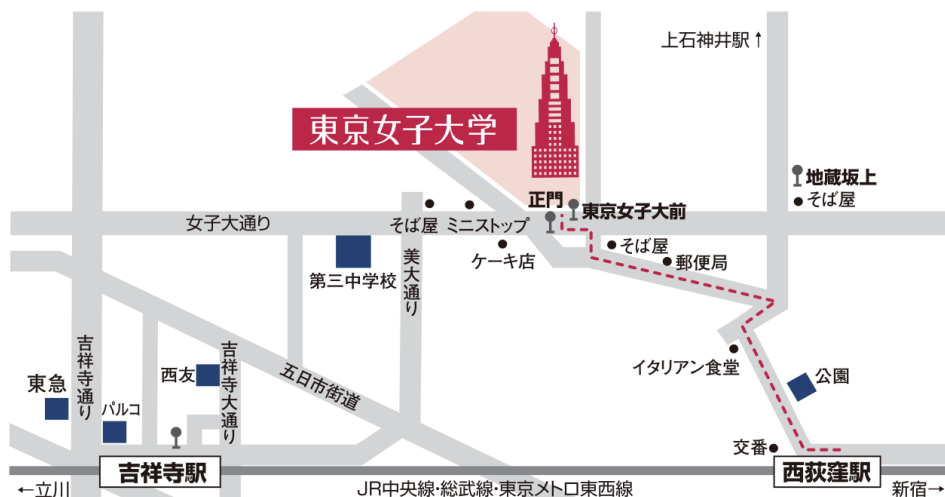 上石神井駅↑
東京女子大学
地蔵坂上
そば屋
正門
東京女子大前
女子大通り
そば屋
ミニストップ
ケーキ店
そば屋
郵便局
第三中学校
美大通り
吉祥寺通り
東急
パルコ
西友
吉祥寺大通り
五日市街道
イタリアン食堂
公園
交番
吉祥寺駅
西荻窪駅
←立川
JR中央線・総武線・東京メトロ東西線
新宿→